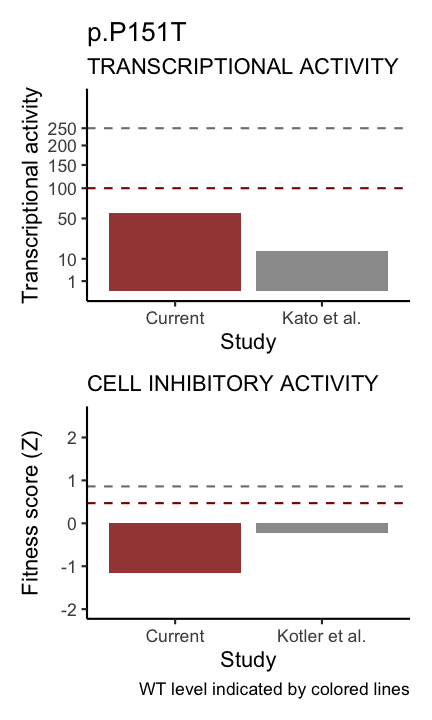 p.P151T
TRANSCRIPTIONAL ACTIVITY
Transcriptional activity
250
200
150
100
50
10
1
Current
Kato et al.
Study
CELL INHIBITORY ACTIVITY
Fitness score (Z)
2
1
0
-1
-2
Current
Kotler et al.
Study
WT level indicated by colored lines